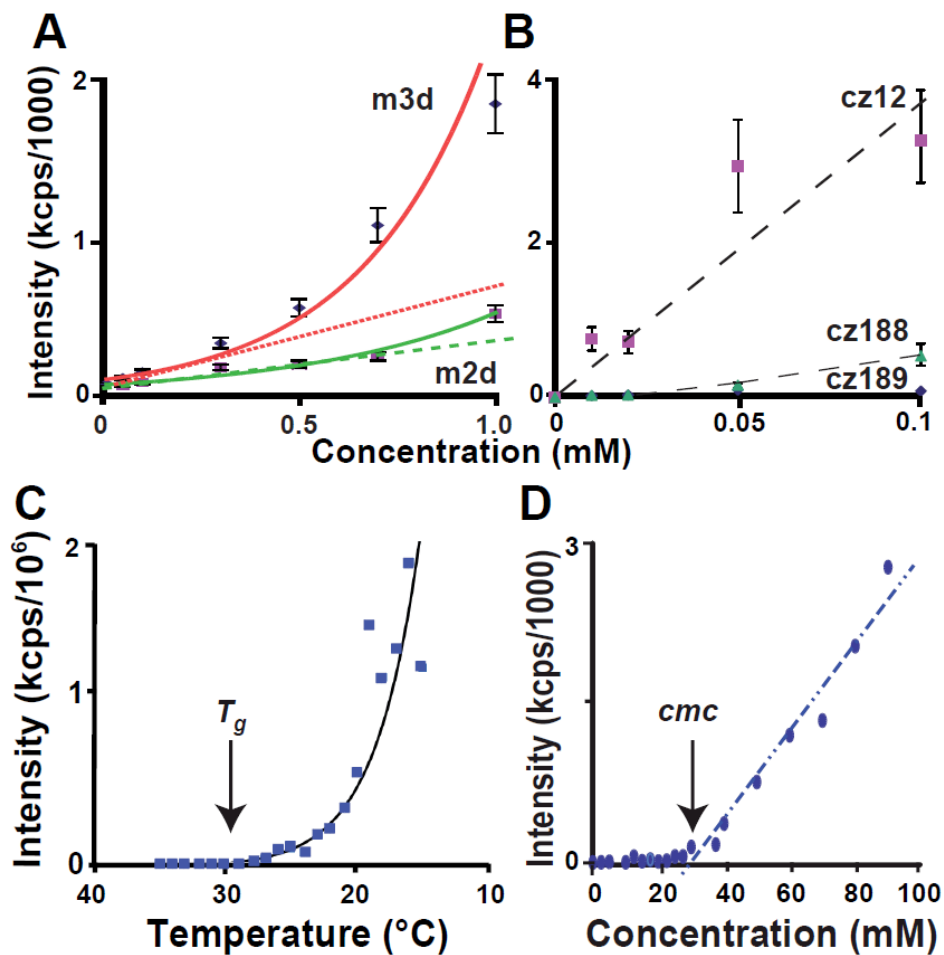 A
Intensity (kcps/1000)
2
1
0
0
0.5
1.0
m3d
m2d
B
4
2
0
0
0.05
0.1
cz12
cz188
cz189
Concentration (mM)
C
Intensity (kcps/10⁶)
2
1
0
40
30
20
10
Tg
Temperature (°C)
D
Intensity (kcps/1000)
3
0
0
20
40
60
80
100
cmc
Concentration (mM)